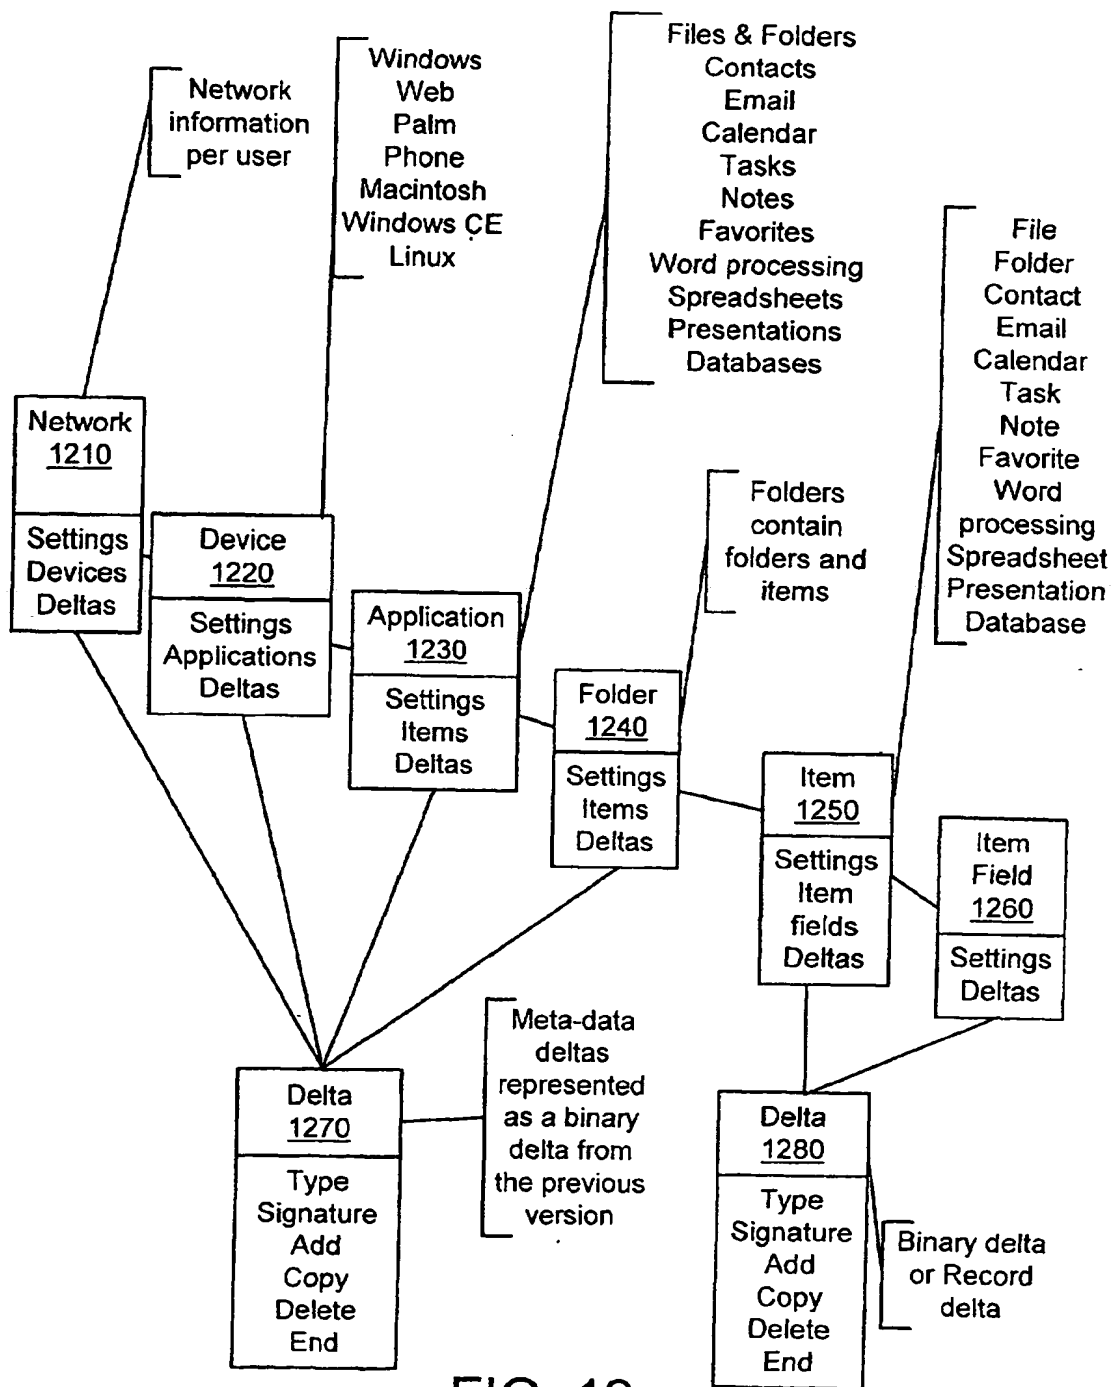 Network
information
per user
Windows
Web
Palm
Phone
Macintosh
Windows CE
Linux
Files & Folders
Contacts
Email
Calendar
Tasks
Notes
Favorites
Word processing
Spreadsheets
Presentations
Databases
File
Folder
Contact
Email
Calendar
Task
Note
Favorite
Word
processing
Spreadsheet
Presentation
Database
Folders
contain
folders and
items
Network
1210
Settings
Devices
Deltas
Device
1220
Settings
Applications
Deltas
Application
1230
Settings
Items
Deltas
Folder
1240
Settings
Items
Deltas
Item
1250
Settings
Item
fields
Deltas
Item
Field
1260
Settings
Deltas
Delta
1270
Type
Signature
Add
Copy
Delete
End
Meta-data
deltas
represented
as a binary
delta from
the previous
version
Delta
1280
Type
Signature
Add
Copy
Delete
End
Binary delta
or Record
delta
FIG.